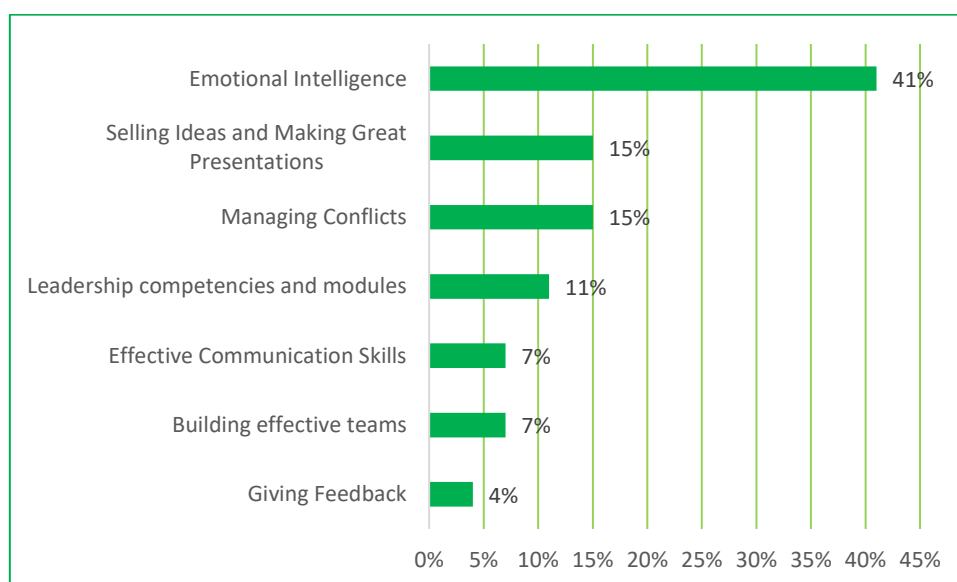 Emotional Intelligence
41%
Selling Ideas and Making Great
Presentations
15%
Managing Conflicts
15%
Leadership competencies and modules
11%
Effective Communication Skills
7%
Building effective teams
7%
Giving Feedback
4%
0% 5% 10% 15% 20% 25% 30% 35% 40% 45%